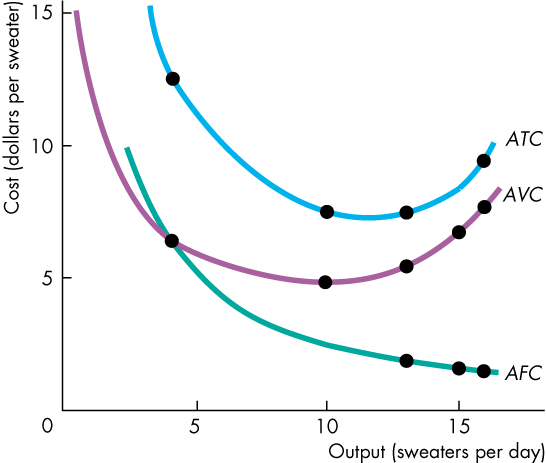 Cost (dollars per sweater)
15
10
5
0
5
10
15
ATC
AVC
AFC
Output (sweaters per day)